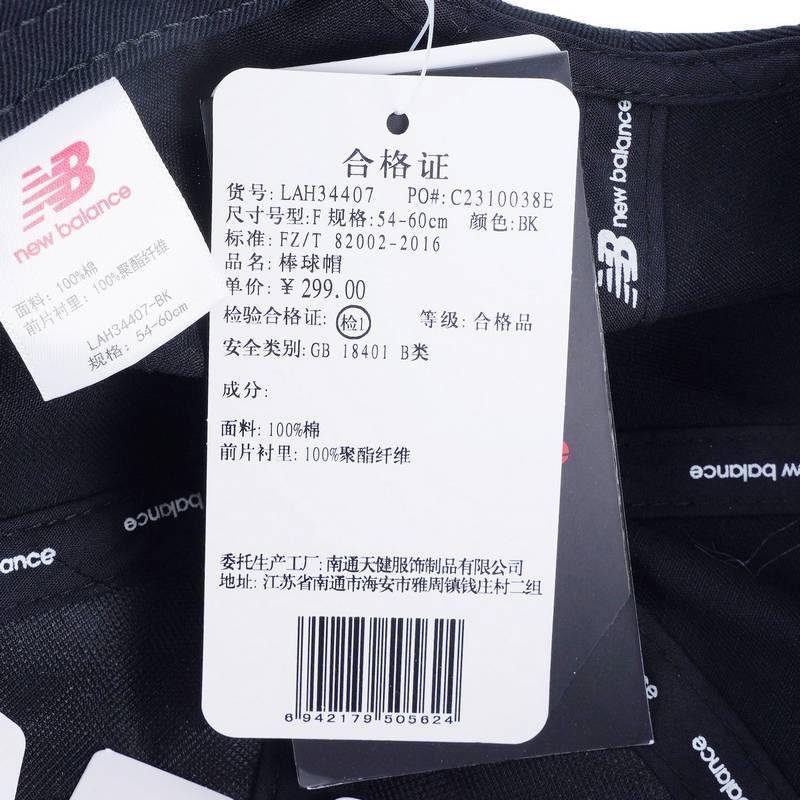 合格证
货号: LAH34407 PO#: C2310038E
尺寸号型:F 规格:54-60cm 颜色:BK
标准: FZ/T 82002-2016
品名: 棒球帽
单价: ¥ 299.00
检验合格证: 检1 等级: 合格品
安全类别: GB 18401 B类
成分:
面料: 100%棉
前片衬里: 100%聚酯纤维
委托生产工厂: 南通天健服饰制品有限公司
地址: 江苏省南通市海安市雅周镇钱庄村二组
6 942179 505624
NB
new balance
面料: 100%棉
前片衬里: 100%聚酯纤维
LAH34407-BK
规格: 54-60cm
NB new balance
new balance
balance
ance
new balance